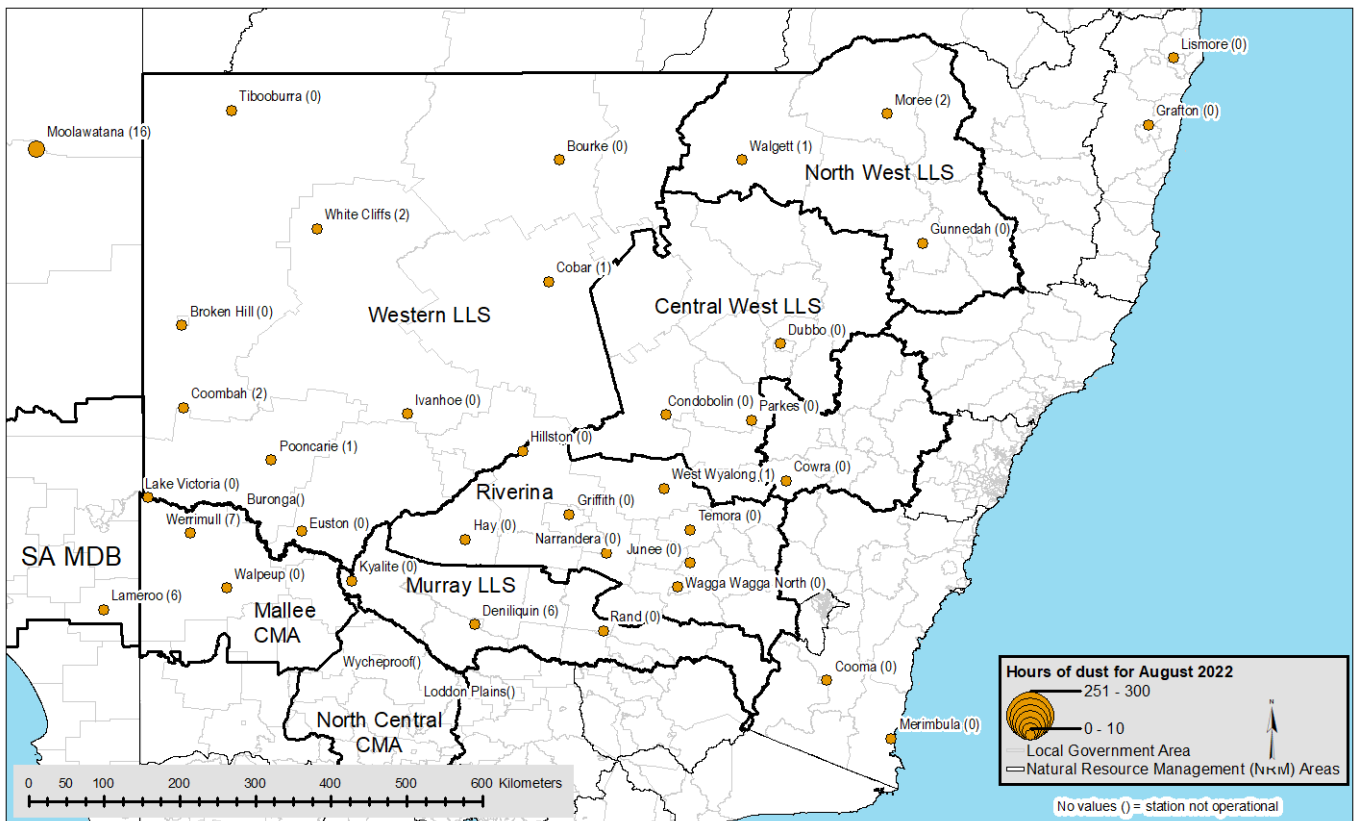 Lismore (0)
Tibooburra (0)
Moree (2)
Grafton (0)
Moolawatana (16)
Bourke (0)
Walgett (1)
North West LLS
White Cliffs (2)
Gunnedah (0)
Cobar (1)
Central West LLS
Broken Hill (0)
Western LLS
Dubbo (0)
Coombah (2)
Ivanhoe (0)
Condobolin (0)
Parkes (0)
Pooncarie (1)
Hillston (0)
Cowra (0)
West Wyalong (1)
Lake Victoria (0)
Buronga()
Riverina
Griffith (0)
Temora (0)
Werrimull (7)
Euston (0)
Hay (0)
Narrandera (0)
Junee (0)
SA MDB
Kyalite (0)
Walpeup (0)
Murray LLS
Wagga Wagga North (0)
Lameroo (6)
Mallee
CMA
Deniliquin (6)
Rand (0)
Wycheproof()
Cooma (0)
Loddon Plains()
North Central
CMA
Merimbula (0)
Hours of dust for August 2022
251 - 300
0 - 10
N
Local Government Area
Natural Resource Management (NRM) Areas
0 50 100 200 300 400 500 600 Kilometers
No values () = station not operational